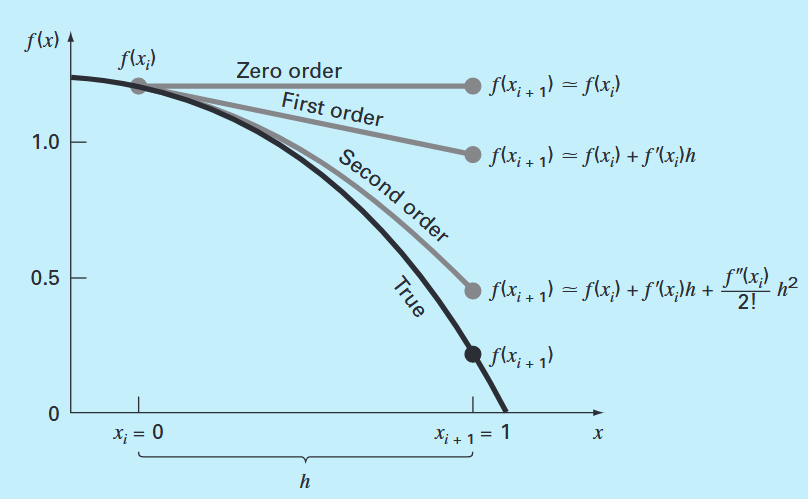 f(x)
f(xᵢ)
Zero order
f(xᵢ ₊ ₁) ≃ f(xᵢ)
First order
1.0
f(xᵢ ₊ ₁) ≃ f(xᵢ) + f′(xᵢ)h
Second order
0.5
True
f(xᵢ ₊ ₁) ≃ f(xᵢ) + f′(xᵢ)h + f″(xᵢ)/2! h²
f(xᵢ ₊ ₁)
0
xᵢ = 0
xᵢ ₊ ₁ = 1
x
h